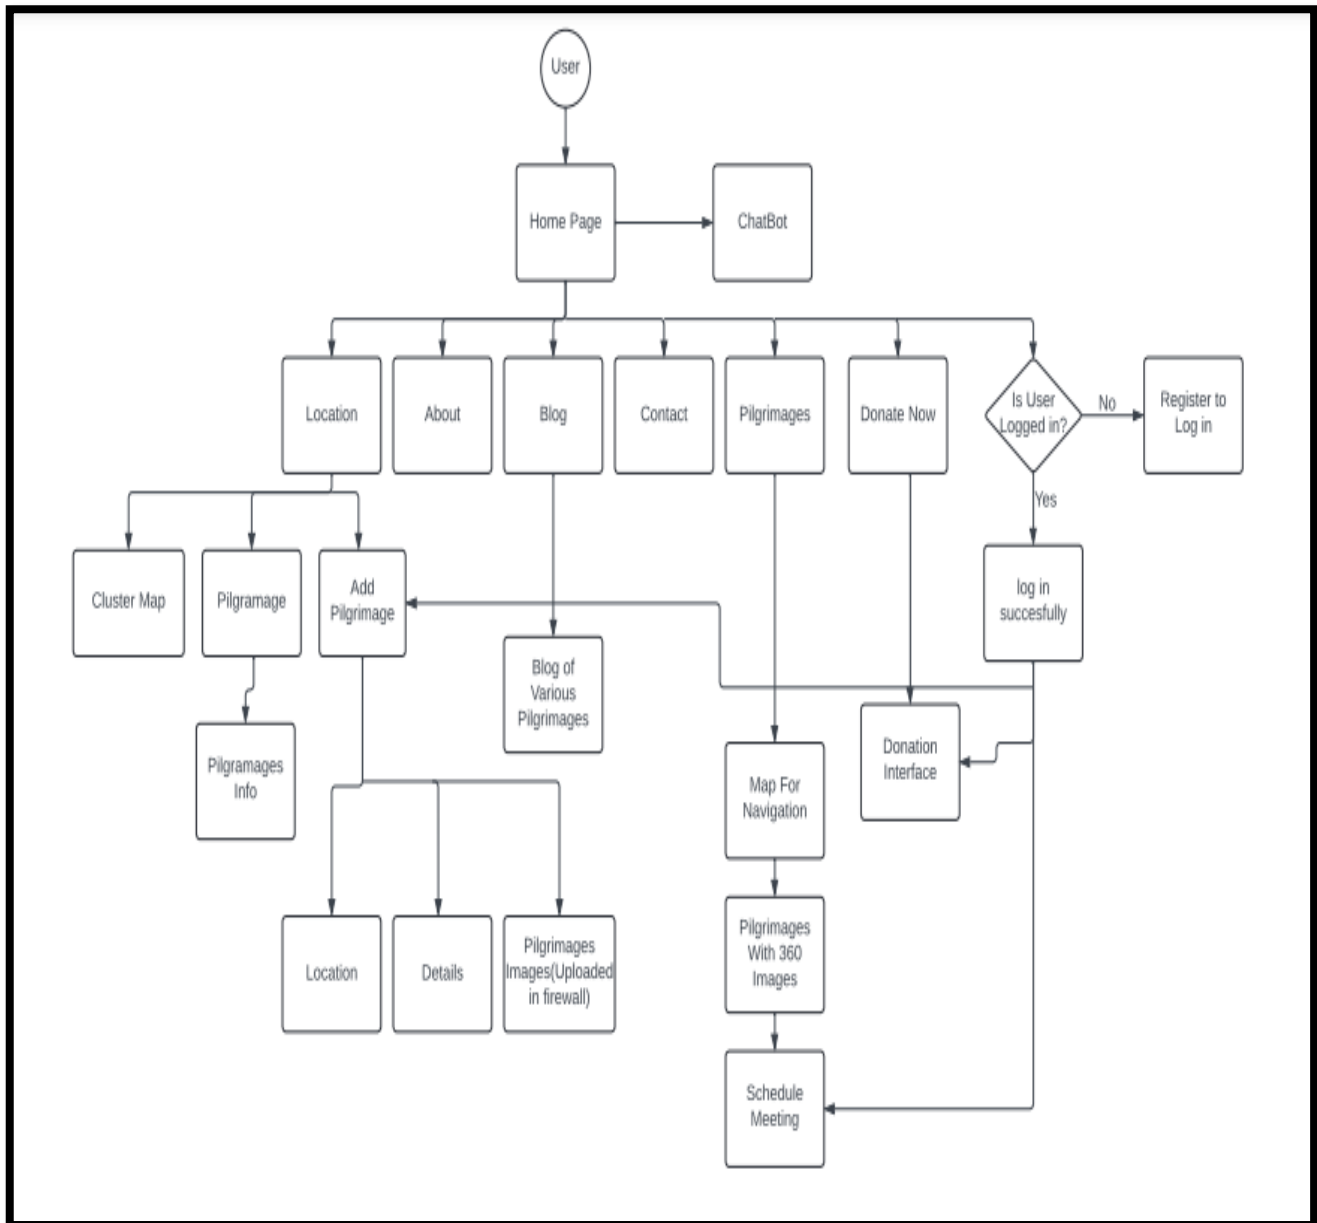 User
Home Page
ChatBot
Location
About
Blog
Contact
Pilgrimages
Donate Now
Is User
Logged in?
No
Register to
Log in
Yes
Cluster Map
Pilgramage
Add
Pilgrimage
log in
succesfully
Blog of
Various
Pilgrimages
Pilgramages
Info
Donation
Interface
Map For
Navigation
Location
Details
Pilgrimages
Images(Uploaded
in firewall)
Pilgrimages
With 360
Images
Schedule
Meeting